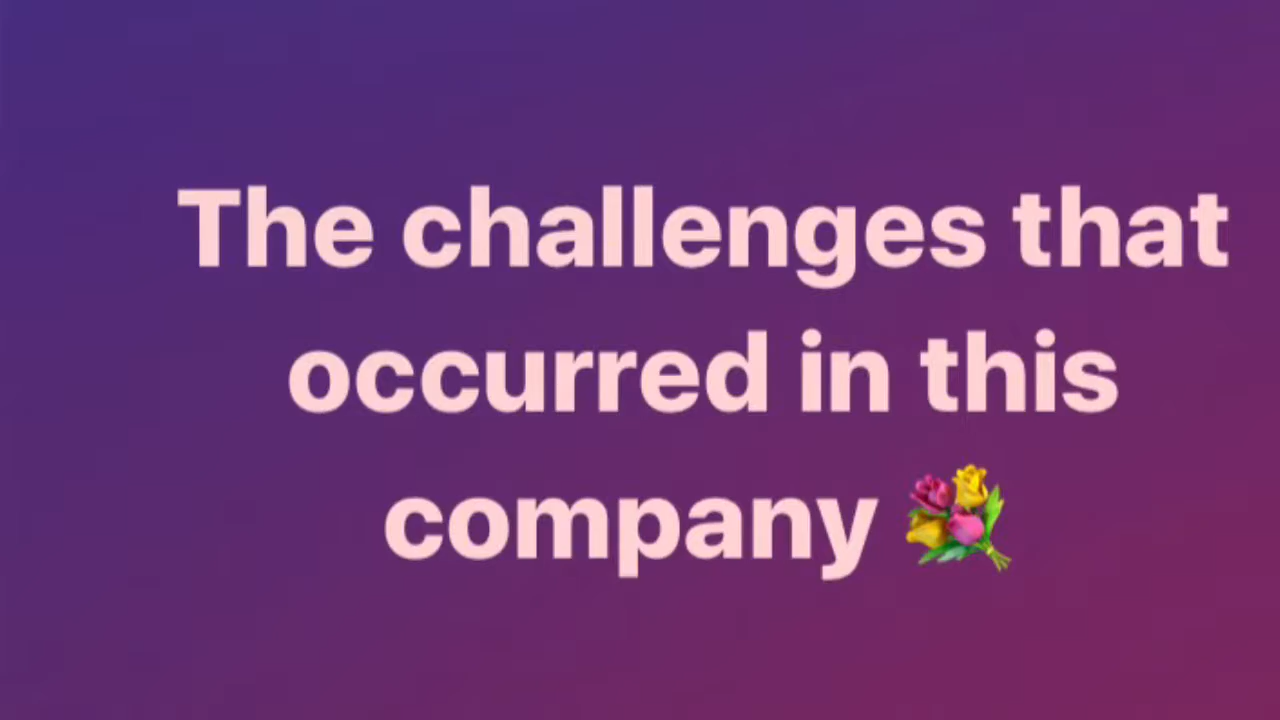 The challenges that
occurred in this
company 💐